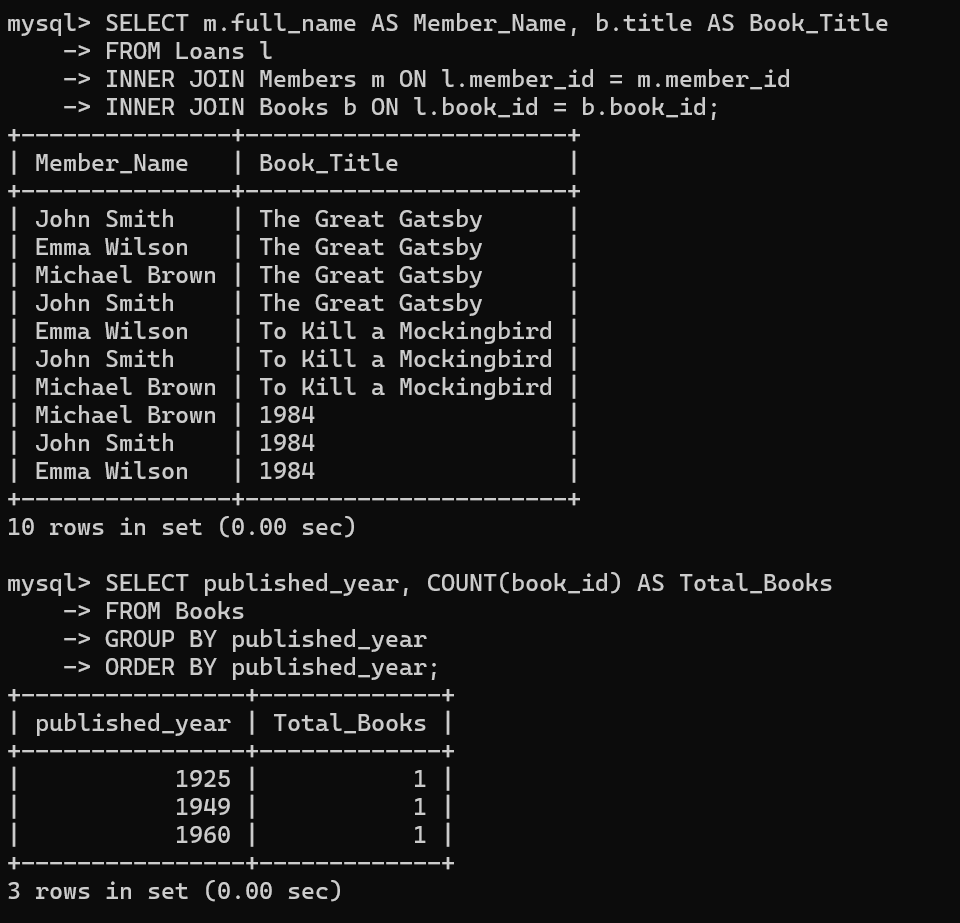 mysql> SELECT m.full_name AS Member_Name, b.title AS Book_Title
    -> FROM Loans l
    -> INNER JOIN Members m ON l.member_id = m.member_id
    -> INNER JOIN Books b ON l.book_id = b.book_id;
+---------------+-----------------------+
| Member_Name   | Book_Title            |
+---------------+-----------------------+
| John Smith    | The Great Gatsby      |
| Emma Wilson   | The Great Gatsby      |
| Michael Brown | The Great Gatsby      |
| John Smith    | The Great Gatsby      |
| Emma Wilson   | To Kill a Mockingbird |
| John Smith    | To Kill a Mockingbird |
| Michael Brown | To Kill a Mockingbird |
| Michael Brown | 1984                  |
| John Smith    | 1984                  |
| Emma Wilson   | 1984                  |
+---------------+-----------------------+
10 rows in set (0.00 sec)

mysql> SELECT published_year, COUNT(book_id) AS Total_Books
    -> FROM Books
    -> GROUP BY published_year
    -> ORDER BY published_year;
+----------------+-------------+
| published_year | Total_Books |
+----------------+-------------+
|           1925 |           1 |
|           1949 |           1 |
|           1960 |           1 |
+----------------+-------------+
3 rows in set (0.00 sec)